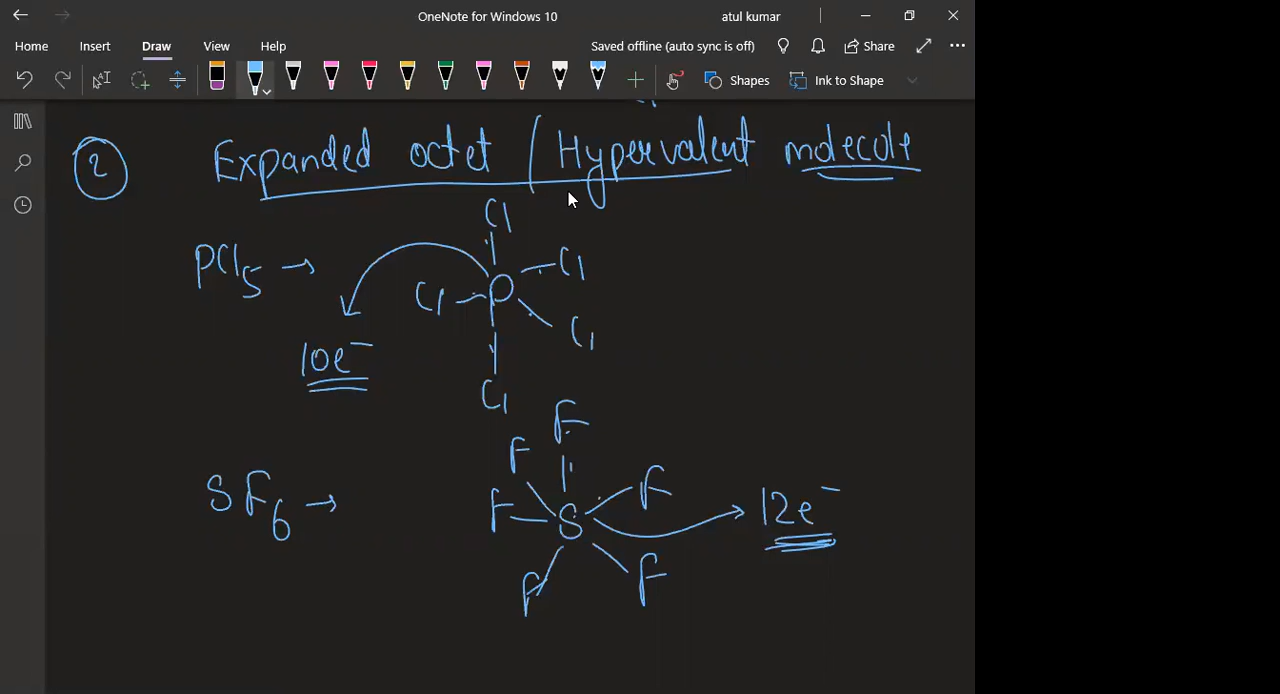 OneNote for Windows 10
atul kumar
Home Insert Draw View Help
Saved offline (auto sync is off)
Share
Shapes
Ink to Shape
2 Expanded octet / Hypervalent molecule
Cl
PCl5 → Cl
P
Cl
Cl
10e⁻
Cl
F
F
SF6 → F
F
S 12e⁻
F
F